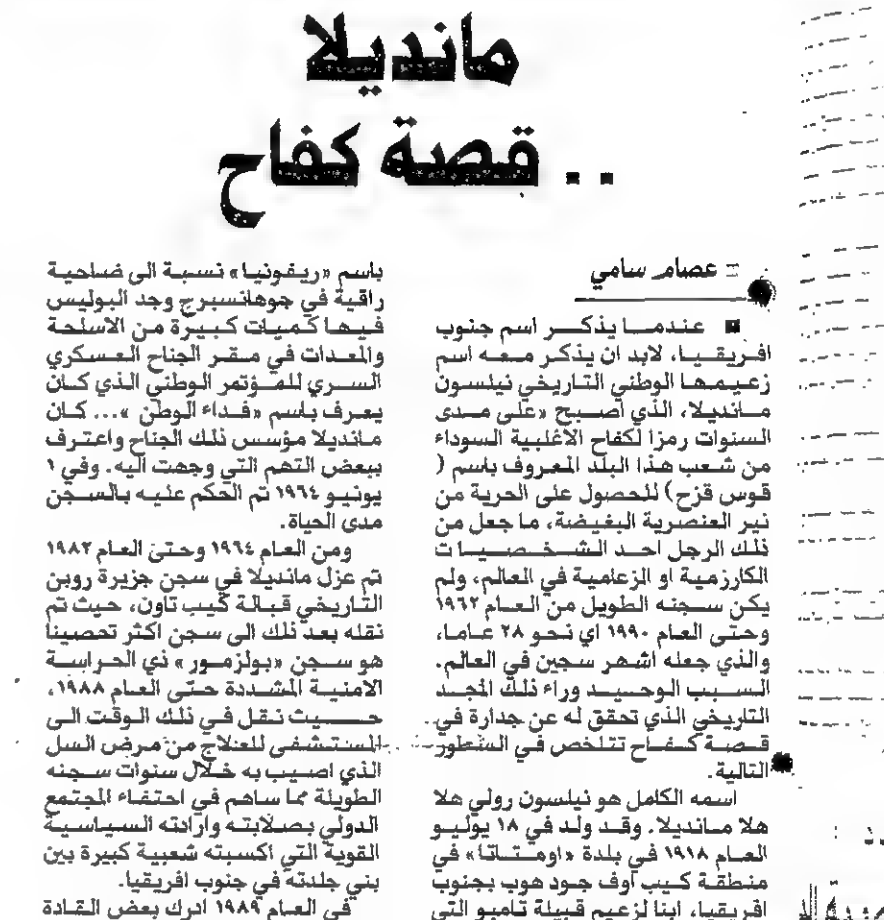 مانديلا
.. قصة كفاح
عصام سامي
عندما يذكر اسم جنوب
افريقيا، لابد ان يذكر معه اسم
زعيمها الوطني التاريخي نيلسون
مانديلا، الذي اصبح «على مدى
السنوات رمزا لكفاح الاغلبية السوداء
من شعب هذا البلد المعروف باسم (
قوس قزح) للحصول على الحرية من
نير العنصرية البغيضة، ما جعل من
ذلك الرجل احد الشخصيات
الكارزمية او الزعامية في العالم، ولم
يكن سجنه الطويل من العام ١٩٦٢
وحتى العام ١٩٩٠ اي نحو ٢٨ عاما،
والذي جعله اشهر سجين في العالم.
السبب الوحيد وراء ذلك المجد
التاريخي الذي تحقق له عن جدارة في
قصة كفاح تتلخص في السطور
التالية.
اسمه الكامل هو نيلسون رولي هلا
هلا مانديلا. وقد ولد في ١٨ يوليو
العام ١٩١٨ في بلدة «اومتاتا» في
منطقة كيب اوف جود هوب بجنوب
افريقيا، ابنا لزعيم قبيلة تامبو التي
باسم «ريفونيا» نسبة الى ضاحية
راقية في جوهانسبرج وجد البوليس
فيها كميات كبيرة من الاسلحة
والمعدات في مقر الجناح العسكري
السري للمؤتمر الوطني الذي كان
يعرف باسم «فداء الوطن »... كان
مانديلا مؤسس ذلك الجناح واعترف
ببعض التهم التي وجهت اليه. وفي ١
يونيو ١٩٦٤ تم الحكم عليه بالسجن
مدى الحياة.
ومن العام ١٩٦٤ وحتى العام ١٩٨٢
تم عزل مانديلا في سجن جزيرة روبن
التاريخي قبالة كيب تاون، حيث تم
نقله بعد ذلك الى سجن اكثر تحصينا
هو سجن «بولزمور» ذي الحراسة
الامنية المشددة حتى العام ١٩٨٨،
حيث نقل في ذلك الوقت الى
المستشفى للعلاج من مرض السل
الذي اصيب به خلال سنوات سجنه
الطويلة مما ساهم في احتفاء المجتمع
الدولي بصلابته وارادته السياسية
القوية التي اكسبته شعبية كبيرة بين
بني جلدته في جنوب افريقيا.
في العام ١٩٨٩ ادرك بعض القادة